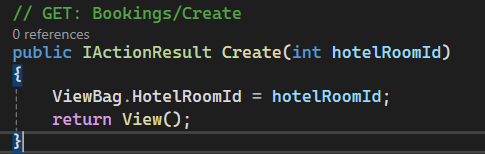 // GET: Bookings/Create
0 references
public IActionResult Create(int hotelRoomId)
{
ViewBag.HotelRoomId = hotelRoomId;
return View();
}